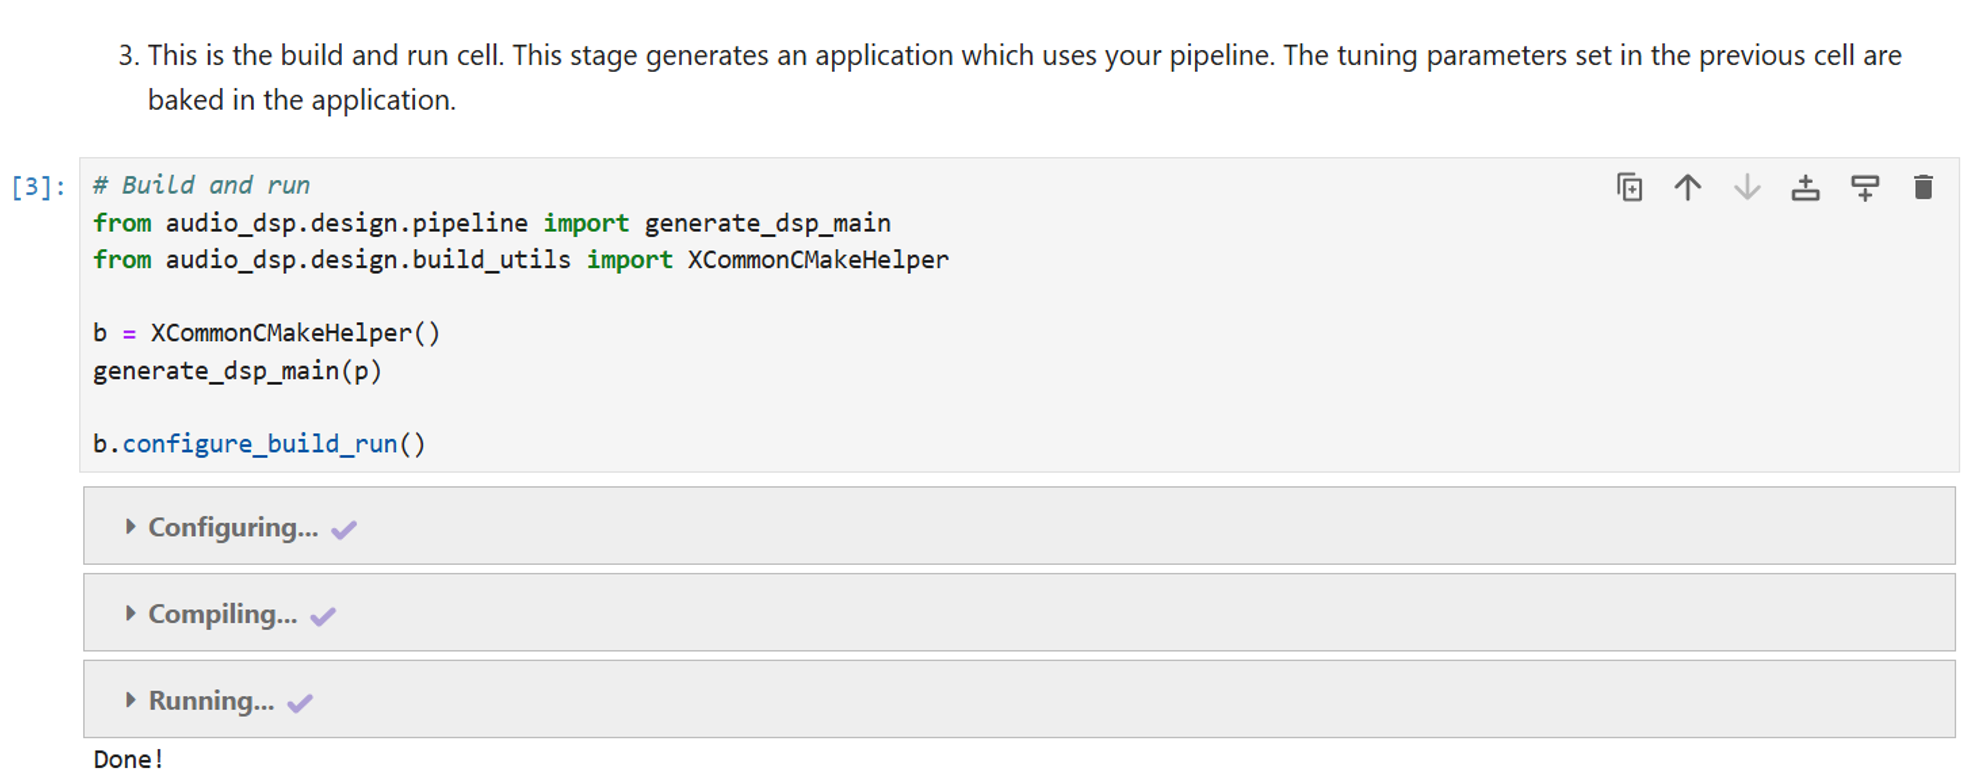 3. This is the build and run cell. This stage generates an application which uses your pipeline. The tuning parameters set in the previous cell are
baked in the application.
[3]: # Build and run
from audio_dsp.design.pipeline import generate_dsp_main
from audio_dsp.design.build_utils import XCommonCMakeHelper
b = XCommonCMakeHelper()
generate_dsp_main(p)
b.configure_build_run()
Configuring...
Compiling...
Running...
Done!